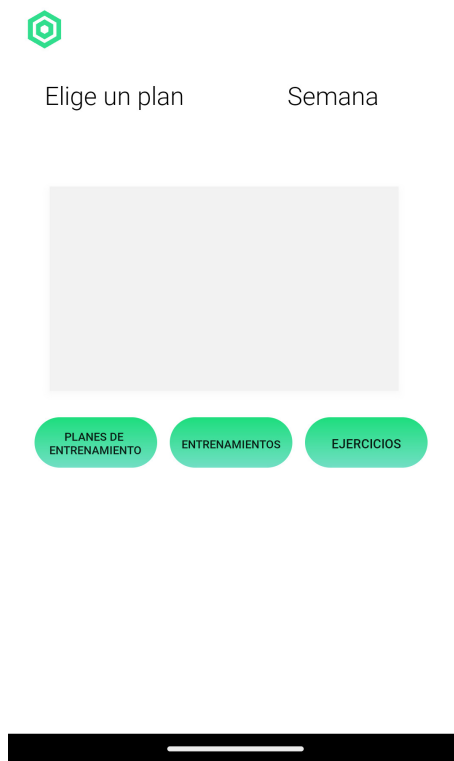 Elige un plan
Semana
PLANES DE
ENTRENAMIENTO
ENTRENAMIENTOS
EJERCICIOS